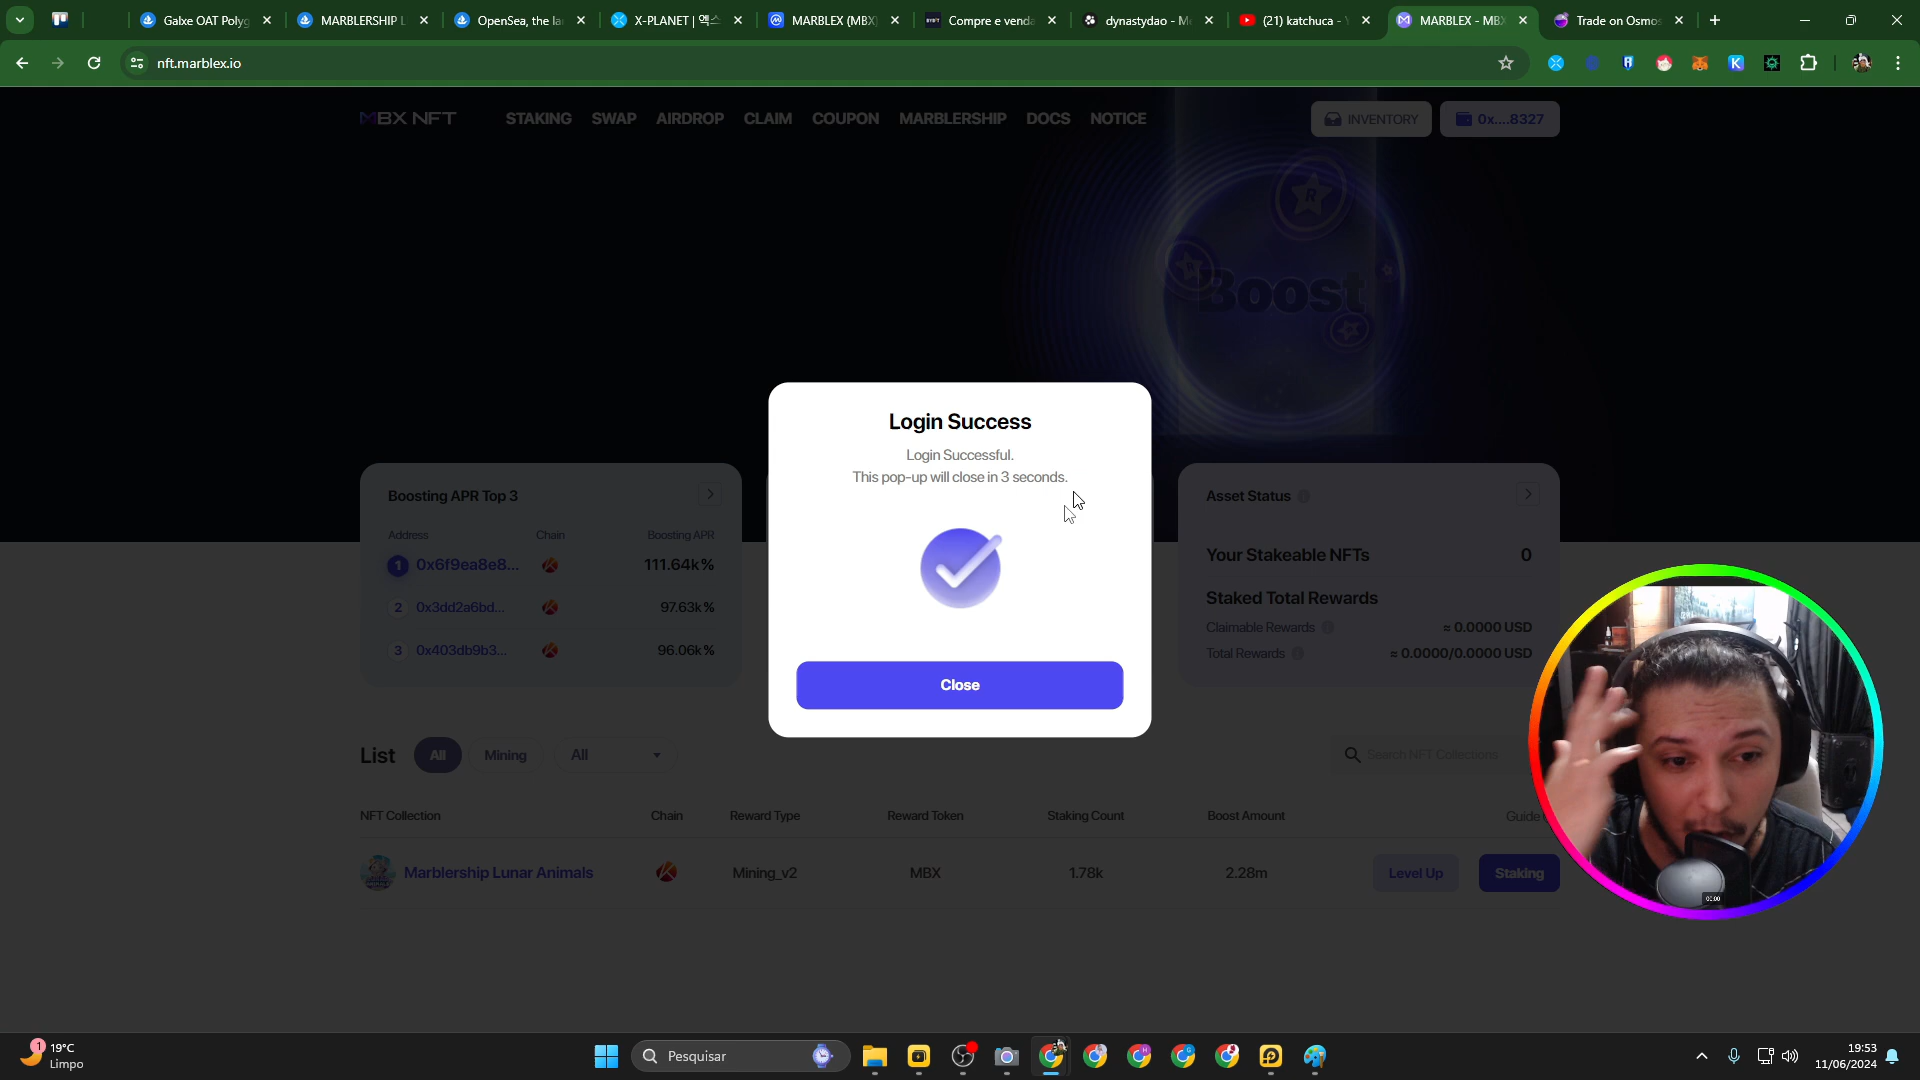 Galxe OAT Polyg
MARBLERSHIP L
OpenSea, the la
X-PLANET | 엑스
MARBLEX (MBX)
Compre e venda
dynastydao - M
(21) katchuca - Y
MARBLEX - MBX
Trade on Osmos
nft.marblex.io
MBX NFT
STAKING
SWAP
AIRDROP
CLAIM
COUPON
MARBLERSHIP
DOCS
NOTICE
INVENTORY
0x....8327
R
Boost
Login Success
Login Successful.
This pop-up will close in 3 seconds.
Close
Boosting APR Top 3
Address Chain Boosting APR
1 0x6f9ea8e8... 111.64k%
2 0x3dd2a6bd... 97.63k%
3 0x403db9b3... 96.06k%
Asset Status
Your Stakeable NFTs 0
Staked Total Rewards
Claimable Rewards ≈ 0.0000 USD
Total Rewards ≈ 0.0000/0.0000 USD
List All Mining All
Search NFT Collections
NFT Collection Chain Reward Type Reward Token Staking Count Boost Amount Guide
Marblership Lunar Animals Mining_v2 MBX 1.78k 2.28m Level Up Staking
00:00
1
19°C
Limpo
Pesquisar
19:53
11/06/2024